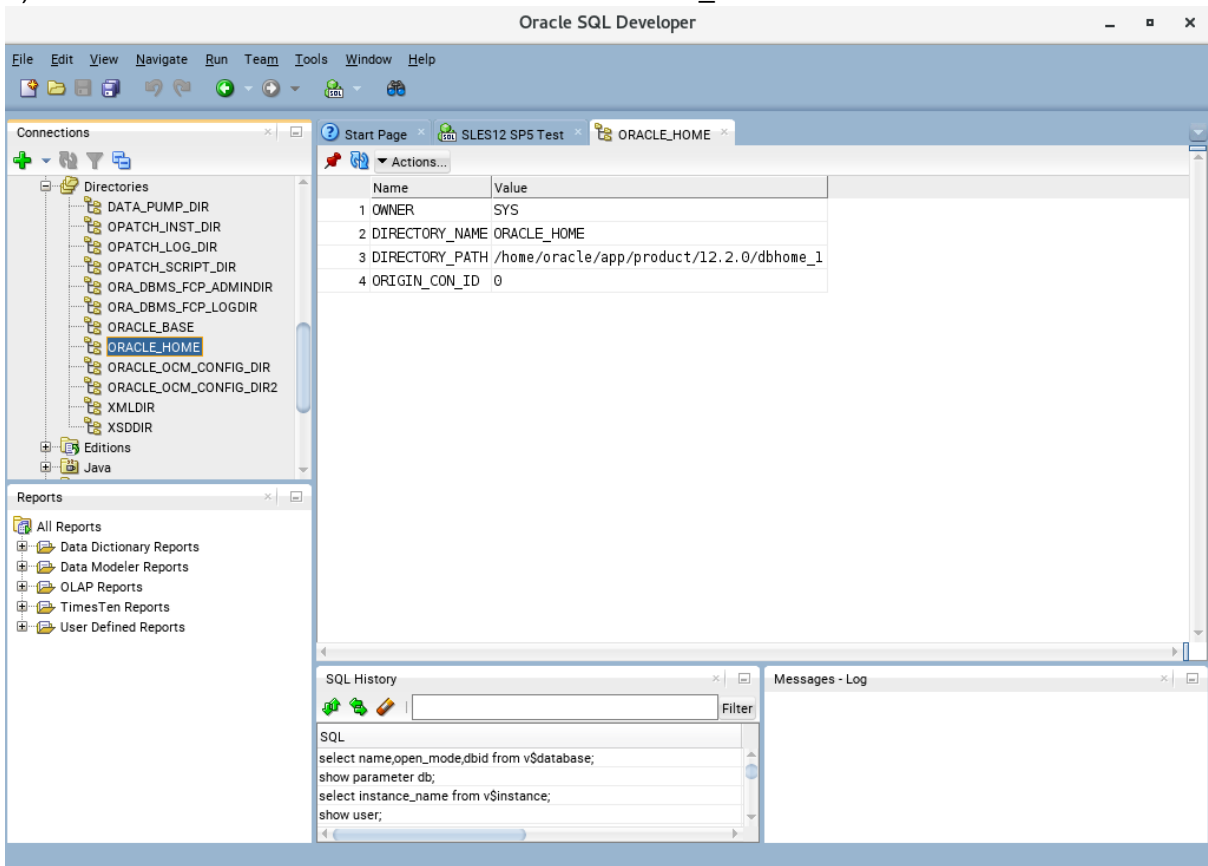 Oracle SQL Developer
File Edit View Navigate Run Team Tools Window Help
Connections
Directories
DATA_PUMP_DIR
OPATCH_INST_DIR
OPATCH_LOG_DIR
OPATCH_SCRIPT_DIR
ORA_DBMS_FCP_ADMINDIR
ORA_DBMS_FCP_LOGDIR
ORACLE_BASE
ORACLE_HOME
ORACLE_OCM_CONFIG_DIR
ORACLE_OCM_CONFIG_DIR2
XMLDIR
XSDDIR
Editions
Java
Reports
All Reports
Data Dictionary Reports
Data Modeler Reports
OLAP Reports
TimesTen Reports
User Defined Reports
Start Page SLES12 SP5 Test ORACLE_HOME
Actions...
Name Value
1 OWNER SYS
2 DIRECTORY_NAME ORACLE_HOME
3 DIRECTORY_PATH /home/oracle/app/product/12.2.0/dbhome_1
4 ORIGIN_CON_ID 0
SQL History
Filter
SQL
select name,open_mode,dbid from v$database;
show parameter db;
select instance_name from v$instance;
show user;
Messages - Log